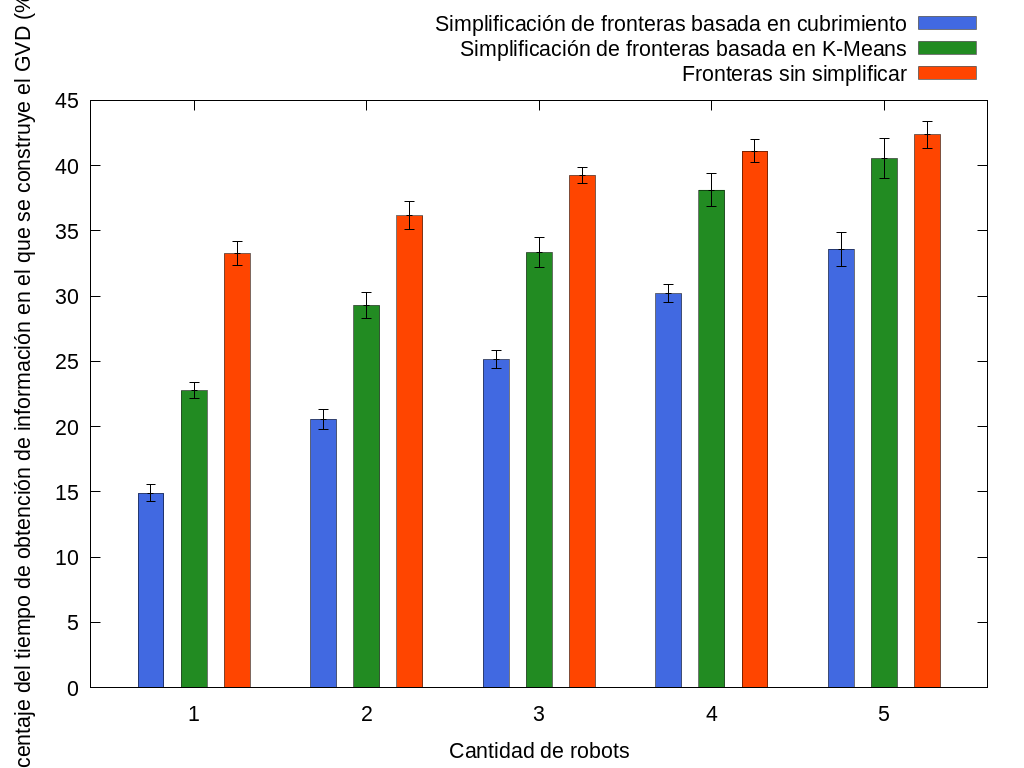 Simplificación de fronteras basada en cubrimiento
Simplificación de fronteras basada en K-Means
Fronteras sin simplificar
centaje del tiempo de obtención de información en el que se construye el GVD (%
45
40
35
30
25
20
15
10
5
0
1 2 3 4 5
Cantidad de robots